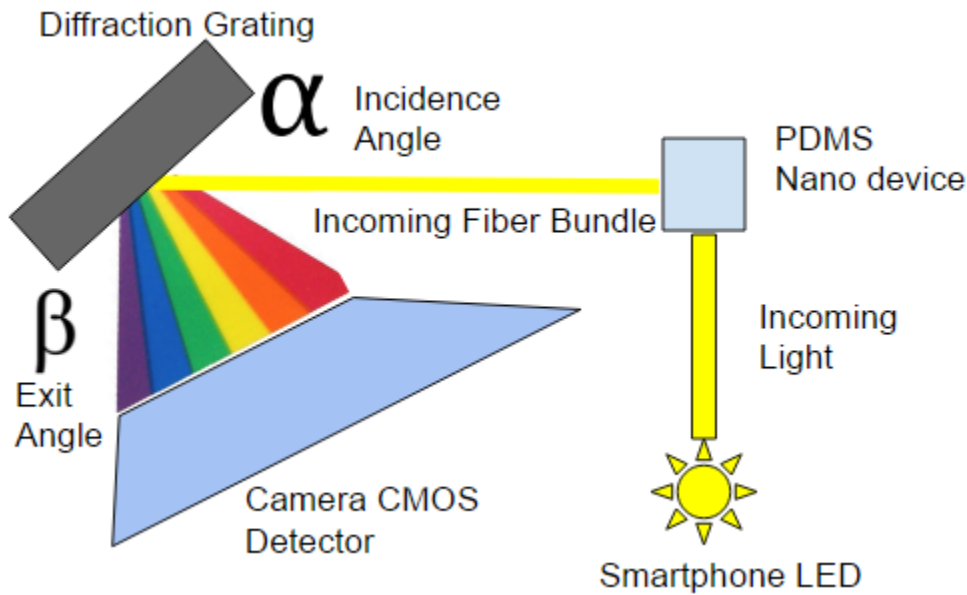 Diffraction Grating
α
Incidence
Angle
PDMS
Nano device
Incoming Fiber Bundle
β
Exit
Angle
Incoming
Light
Camera CMOS
Detector
Smartphone LED